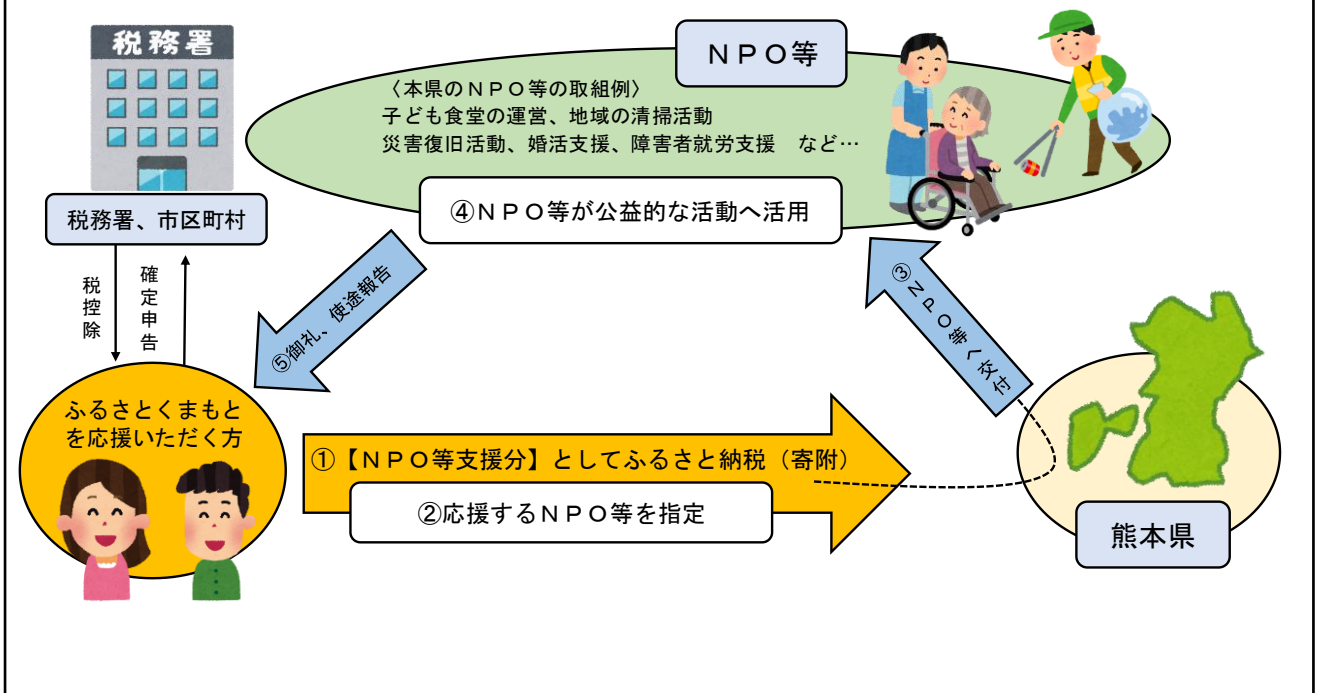 税務署
ＮＰＯ等
〈本県のＮＰＯ等の取組例〉
子ども食堂の運営、地域の清掃活動
災害復旧活動、婚活支援、障害者就労支援　など…
④ＮＰＯ等が公益的な活動へ活用
税務署、市区町村
税控除
確定申告
⑤御礼、使途報告
③ＮＰＯ等へ交付
ふるさとくまもと
を応援いただく方
①【ＮＰＯ等支援分】としてふるさと納税（寄附）
②応援するＮＰＯ等を指定
熊本県